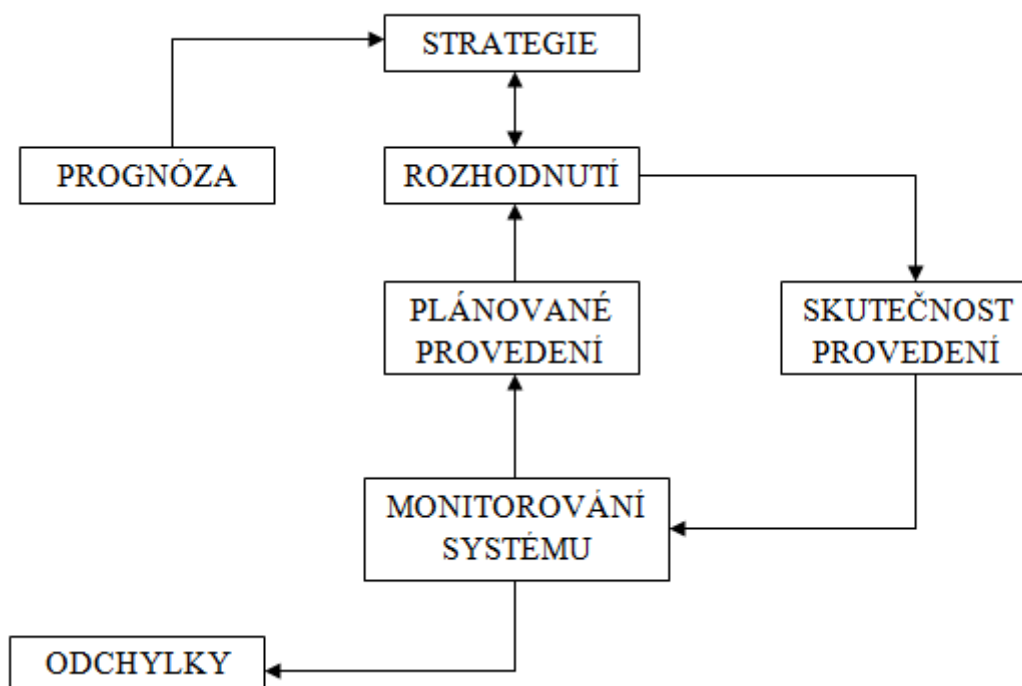 STRATEGIE
PROGNÓZA
ROZHODNUTÍ
PLÁNOVANÉ
PROVEDENÍ
SKUTEČNOST
PROVEDENÍ
MONITOROVÁNÍ
SYSTÉMU
ODCHYLKY